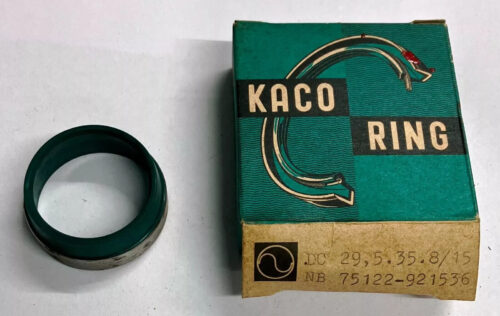 KACO
RING
DC 29,5.35.8/15
NB 75122-921536